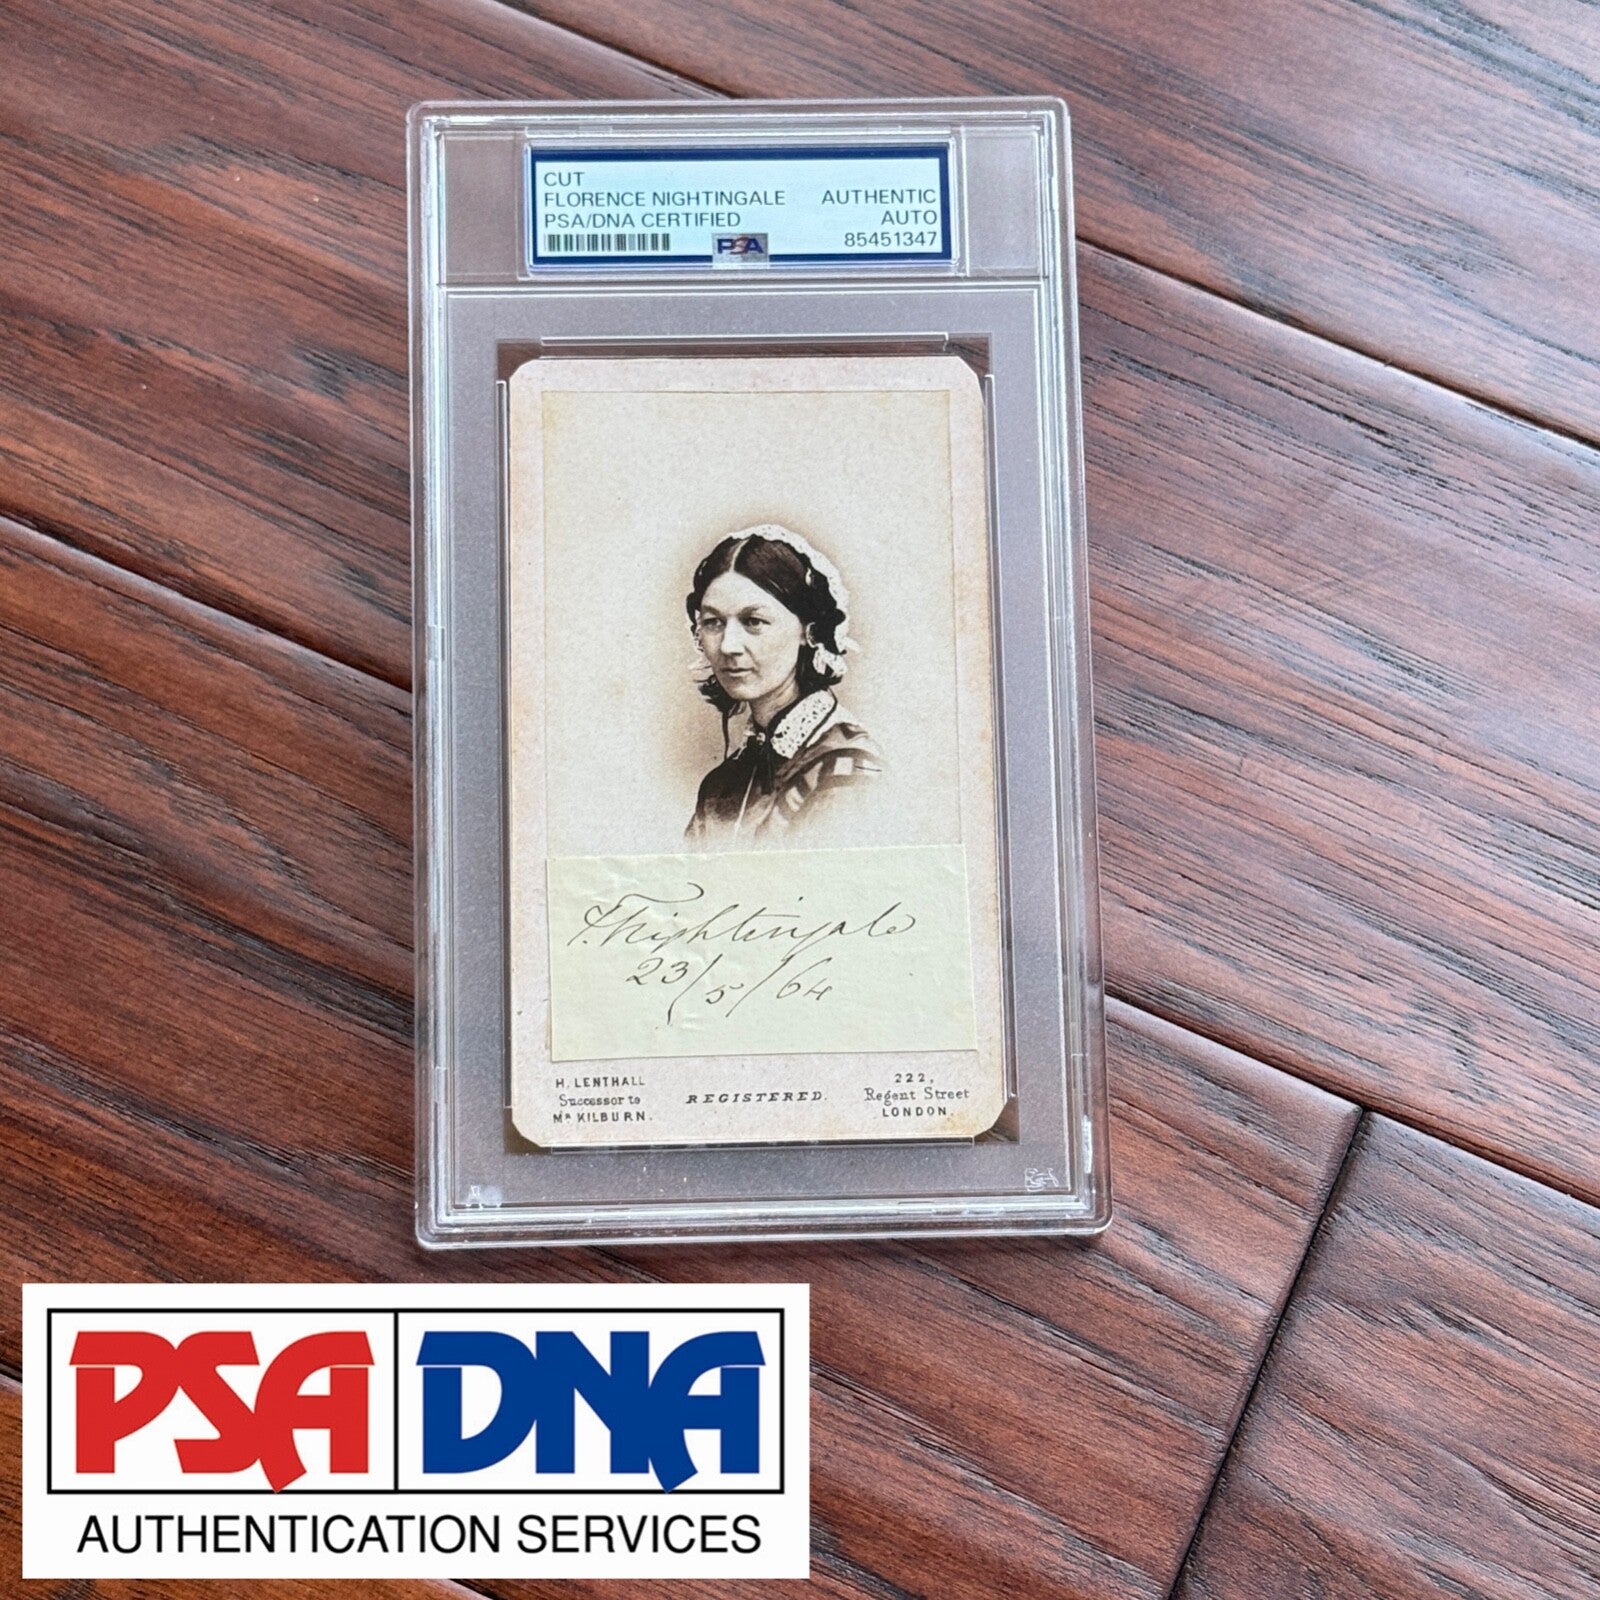 CUT
FLORENCE NIGHTINGALE AUTHENTIC
PSA/DNA CERTIFIED AUTO
PSA 85451347
F. Nightingale
23/5/64
H. LENTHALL
Successor to
MR KILBURN.
REGISTERED.
222,
Regent Street
LONDON.
PSA DNA
AUTHENTICATION SERVICES